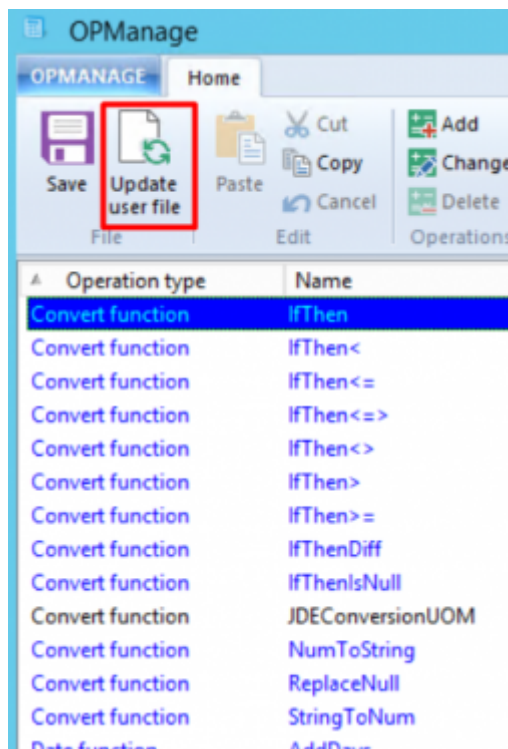 OPManage
OPMANAGE Home
Save Update user file Paste Cut Copy Cancel Add Change Delete
File Edit Operations
Operation type Name
Convert function IfThen
Convert function IfThen<
Convert function IfThen<=
Convert function IfThen<=>
Convert function IfThen<>
Convert function IfThen>
Convert function IfThen>=
Convert function IfThenDiff
Convert function IfThenIsNull
Convert function JDEConversionUOM
Convert function NumToString
Convert function ReplaceNull
Convert function StringToNum
Date function AddDays